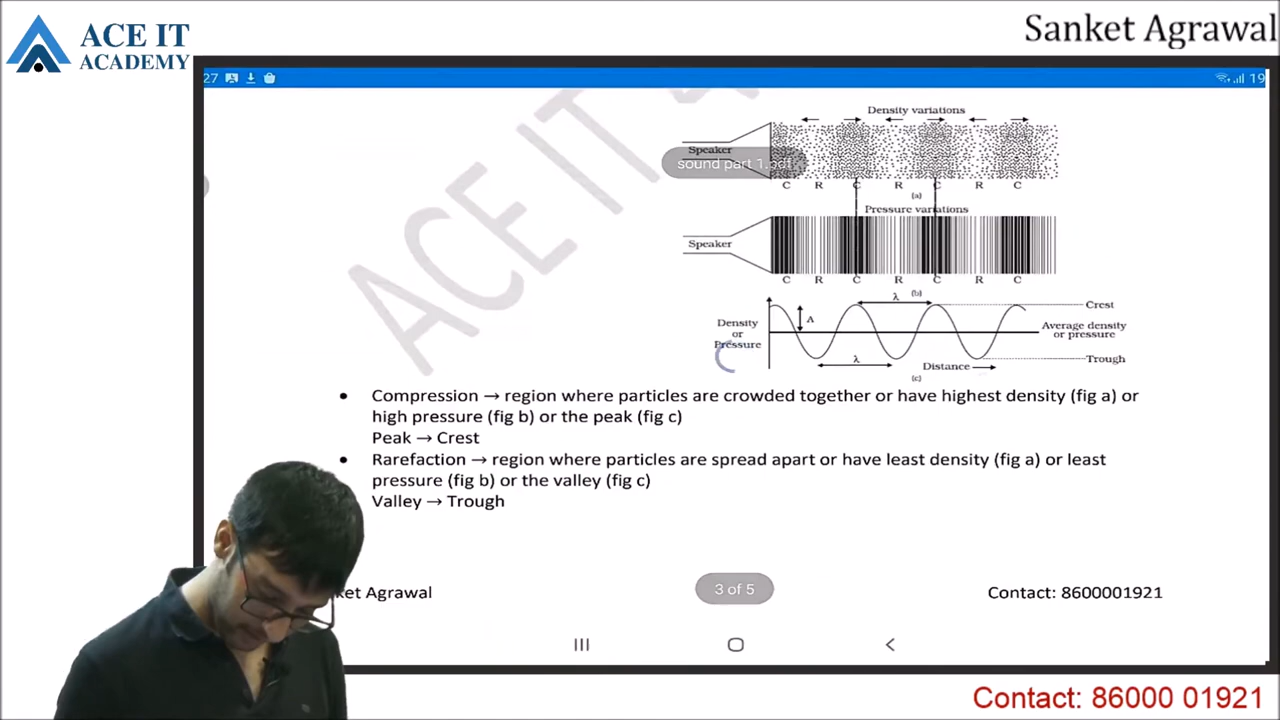 ACE IT
ACADEMY
Sanket Agrawal
27
19
Density variations
Speaker
sound part 1.pdf
C R C R C R C
(a)
Pressure variations
Speaker
C R C R C R C
(b)
λ
Crest
A
Density
or
Pressure
Average density
or pressure
λ
Distance
Trough
(c)
ACE IT A
• Compression → region where particles are crowded together or have highest density (fig a) or
high pressure (fig b) or the peak (fig c)
Peak → Crest
• Rarefaction → region where particles are spread apart or have least density (fig a) or least
pressure (fig b) or the valley (fig c)
Valley → Trough
ket Agrawal
3 of 5
Contact: 8600001921
Contact: 86000 01921